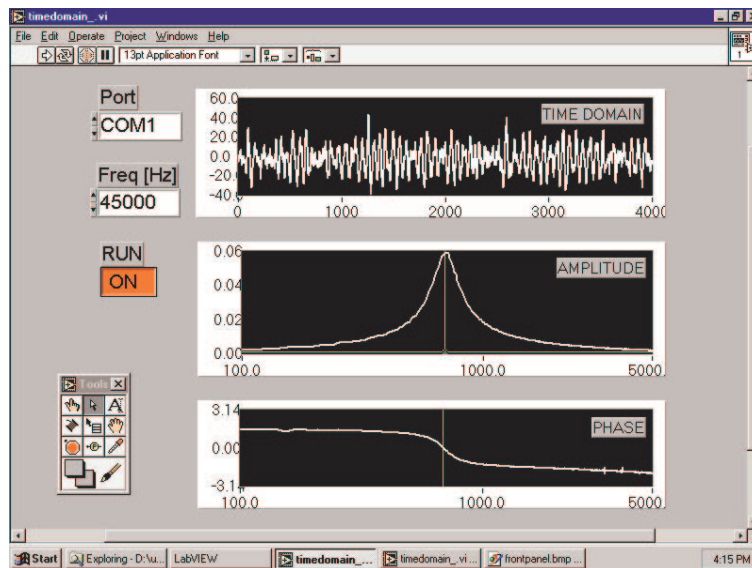 timedomain_.vi
File Edit Operate Project Windows Help
13pt Application Font
1
Port
COM1
Freq [Hz]
45000
RUN
ON
60.0
40.0
20.0
0.0
-20.0
-40.0
TIME DOMAIN
0 1000 2000 3000 4000
0.06
0.04
0.02
0.00
AMPLITUDE
100.0 1000.0 5000.0
Tools
A
3.14
0.00
-3.14
PHASE
100.0 1000.0 5000.0
Start
Exploring - D:\u...
LabVIEW
timedomain_...
timedomain_.vi ...
frontpanel.bmp ...
4:15 PM